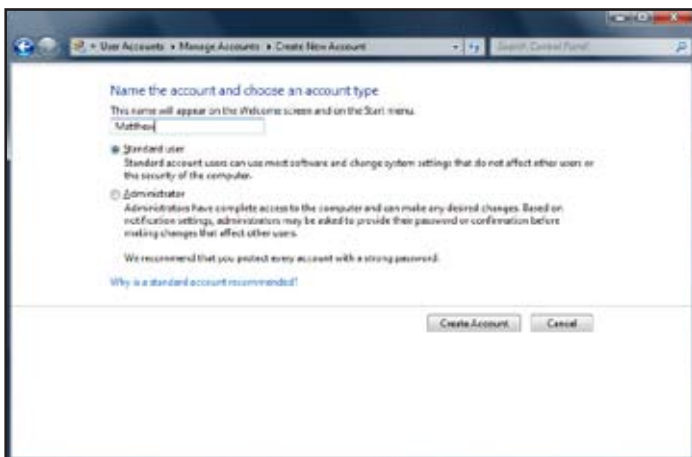 User Accounts Manage Accounts Create New Account Search Control Panel
Name the account and choose an account type
This name will appear on the Welcome screen and on the Start menu.
Matthew
Standard user
Standard account users can use most software and change system settings that do not affect other users or
the security of the computer.
Administrator
Administrators have complete access to the computer and can make any desired changes. Based on
notification settings, administrators may be asked to provide their password or confirmation before
making changes that affect other users.
We recommend that you protect every account with a strong password.
Why is a standard account recommended?
Create Account Cancel